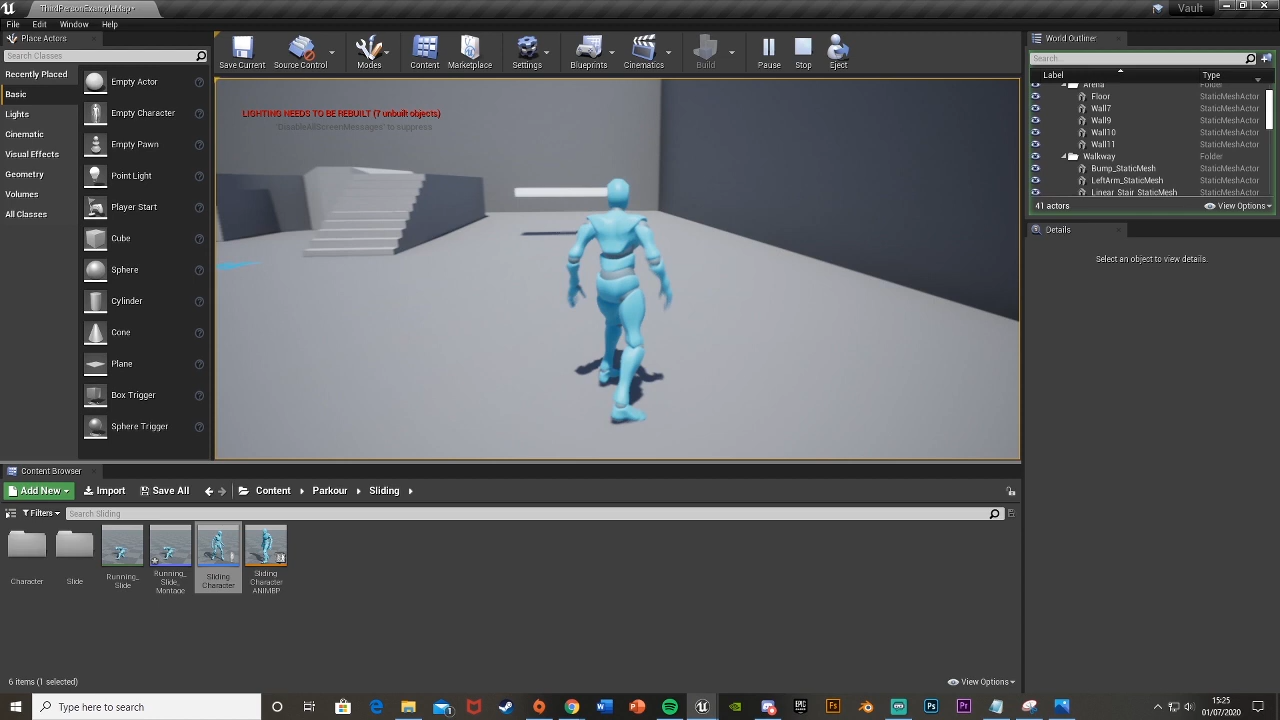 ThirdPersonExampleMap*
Vault
File Edit Window Help
Place Actors
Search Classes
Recently Placed
Basic
Lights
Cinematic
Visual Effects
Geometry
Volumes
All Classes
Empty Actor
Empty Character
Empty Pawn
Point Light
Player Start
Cube
Sphere
Cylinder
Cone
Plane
Box Trigger
Sphere Trigger
Save Current
Source Control
Modes
Content
Marketplace
Settings
Blueprints
Cinematics
Build
Pause
Stop
Eject
LIGHTING NEEDS TO BE REBUILT (7 unbuilt objects)
'DisableAllScreenMessages' to suppress
World Outliner
Search...
Label Type
Arena Folder
Floor StaticMeshActor
Wall7 StaticMeshActor
Wall9 StaticMeshActor
Wall10 StaticMeshActor
Wall11 StaticMeshActor
Walkway Folder
Bump_StaticMesh StaticMeshActor
LeftArm_StaticMesh StaticMeshActor
Linear_Stair_StaticMesh StaticMeshActor
41 actors View Options
Details
Select an object to view details.
Content Browser
Add New Import Save All Content Parkour Sliding
Filters Search Sliding
Character
Slide
Running_
Slide
Running_
Slide_
Montage
Sliding
Character
Sliding
Character
ANIMBP
6 items (1 selected) View Options
Type here to search
15:25
01/07/2020